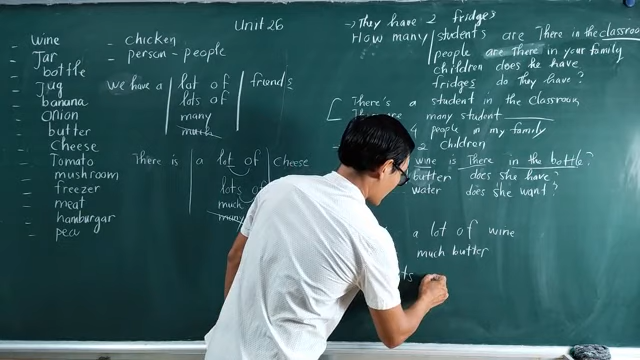 Unit 26
- wine
- Jar
- bottle
- Jug
- banana
- onion
- butter
- Cheese
- Tomato
- mushroom
- freezer
- meat
- hamburgar
- pea
- chicken
- person - people
we have a | lot of | friends
lots of
many
much
There is | a lot of | cheese
lots of
much
many
→ They have 2 fridges
How many | students are There in the classroom
people are there in your family
children does she have
fridges do they have?
There's a student in the classroom
many student
4 people in my family
2 children
wine is There in the bottle?
butter does she have?
water does she want?
a lot of wine
much butter